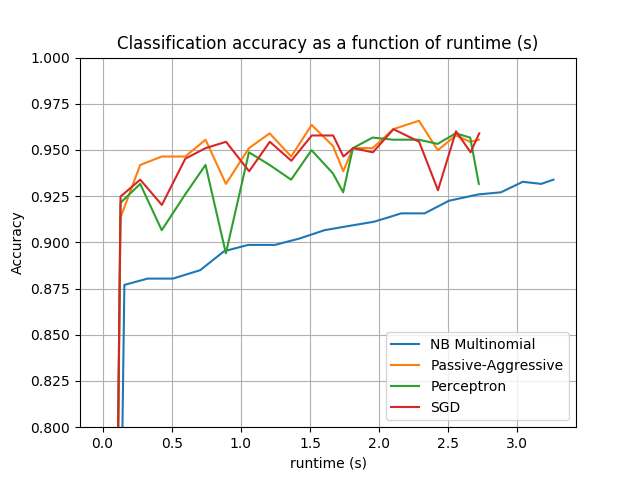 Classification accuracy as a function of runtime (s)
1.000
0.975
0.950
0.925
0.900
0.875
0.850
0.825
0.800
Accuracy
NB Multinomial
Passive-Aggressive
Perceptron
SGD
0.0 0.5 1.0 1.5 2.0 2.5 3.0
runtime (s)